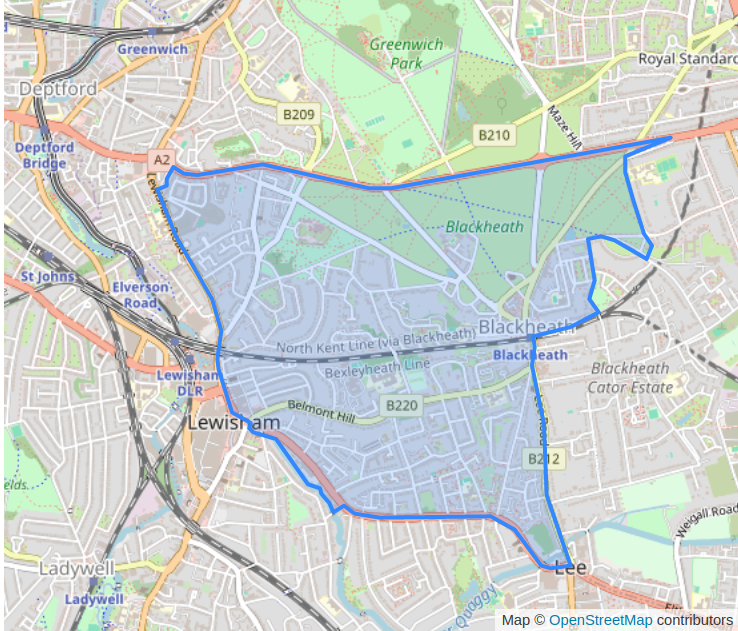 Greenwich
Greenwich
Park
Royal Standard
Deptford
B209
Maze Hill
B210
Deptford
Bridge
A2
Lewisham Road
Blackheath
St Johns
Elverson
Road
Blackheath
North Kent Line (via Blackheath)
Blackheath
Bexleyheath Line
Lewisham
DLR
Blackheath
Cator Estate
Belmont Hill
B220
Lee Road
Lewisham
B212
elds.
Weigall Road
Ladywell
Lee
Ladywell
Quaggy
Map © OpenStreetMap contributors